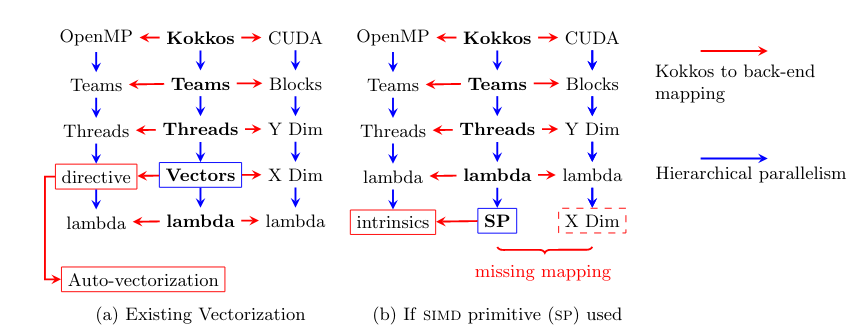 OpenMP Kokkos CUDA
Teams Teams Blocks
Threads Threads Y Dim
directive Vectors X Dim
lambda lambda lambda
Auto-vectorization
(a) Existing Vectorization
OpenMP Kokkos CUDA
Teams Teams Blocks
Threads Threads Y Dim
lambda lambda lambda
intrinsics SP X Dim
missing mapping
(b) If SIMD primitive (SP) used
Kokkos to back-end
mapping
Hierarchical parallelism